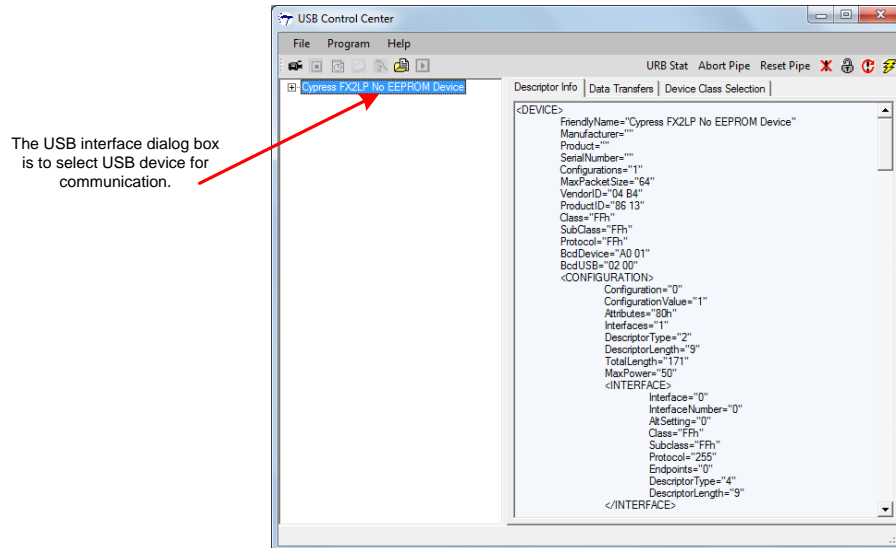 USB Control Center
File Program Help
URB Stat Abort Pipe Reset Pipe
Cypress FX2LP No EEPROM Device
The USB interface dialog box
is to select USB device for
communication.
Descriptor Info Data Transfers Device Class Selection
<DEVICE>
FriendlyName="Cypress FX2LP No EEPROM Device"
Manufacturer=""
Product=""
SerialNumber=""
Configurations="1"
MaxPacketSize="64"
VendorID="04 B4"
ProductID="86 13"
Class="FFh"
SubClass="FFh"
Protocol="FFh"
BcdDevice="A0 01"
BcdUSB="02 00"
<CONFIGURATION>
Configuration="0"
ConfigurationValue="1"
Attributes="80h"
Interfaces="1"
DescriptorType="2"
DescriptorLength="9"
TotalLength="171"
MaxPower="50"
<INTERFACE>
Interface="0"
InterfaceNumber="0"
AltSetting="0"
Class="FFh"
Subclass="FFh"
Protocol="255"
Endpoints="0"
DescriptorType="4"
DescriptorLength="9"
</INTERFACE>